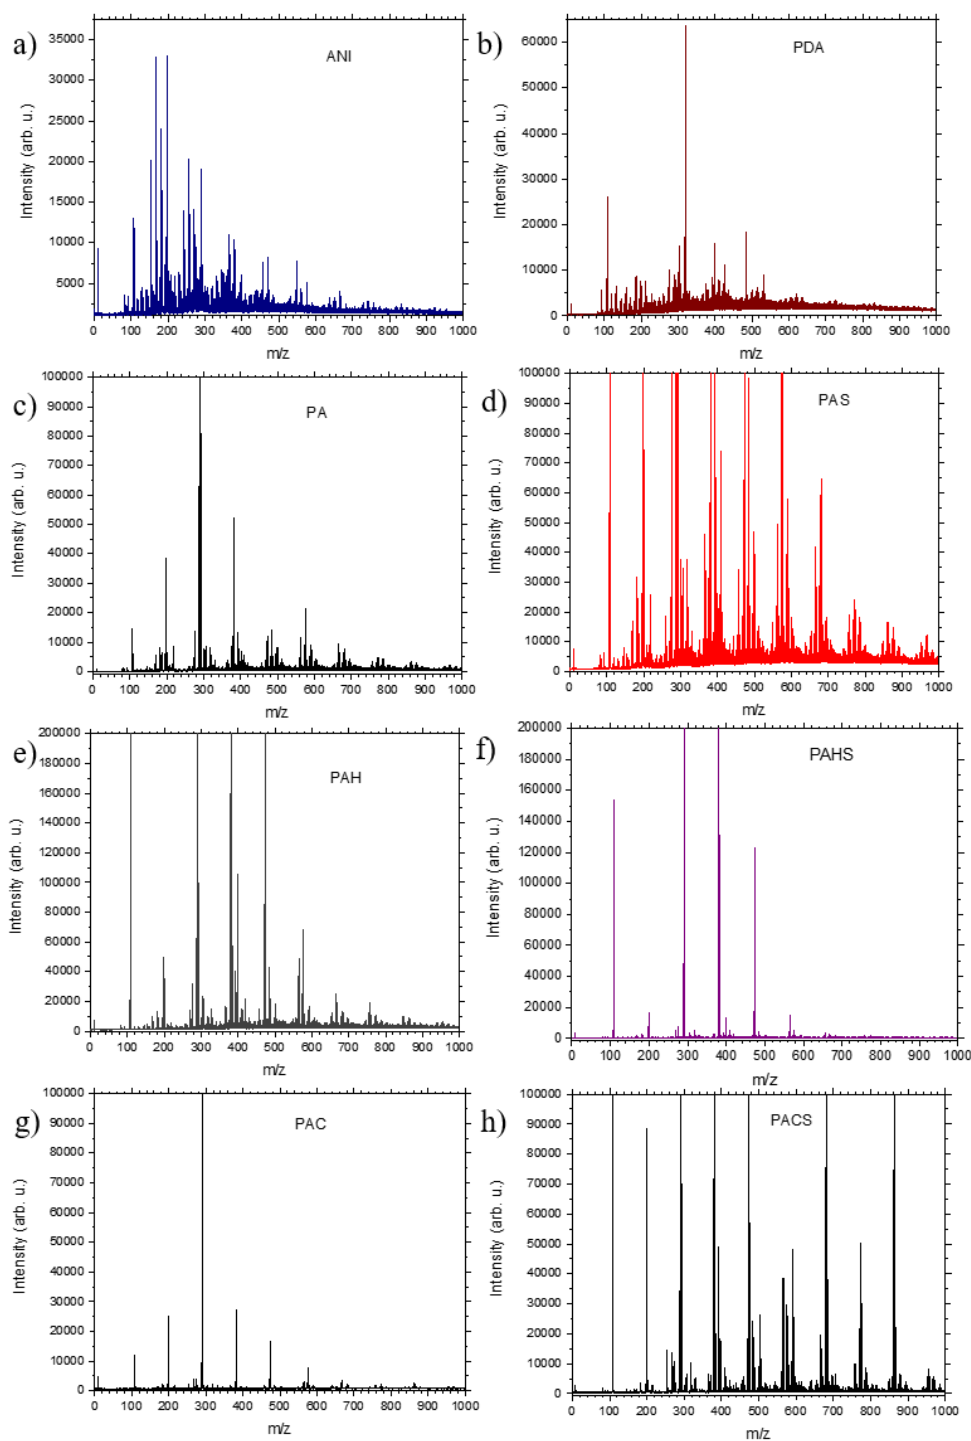 a)
ANI
35000
30000
25000
20000
15000
10000
5000
Intensity (arb. u.)
0 100 200 300 400 500 600 700 800 900 1000
m/z
b)
PDA
60000
50000
40000
30000
20000
10000
0
Intensity (arb. u.)
0 100 200 300 400 500 600 700 800 900 1000
m/z
c)
PA
100000
90000
80000
70000
60000
50000
40000
30000
20000
10000
0
Intensity (arb. u.)
0 100 200 300 400 500 600 700 800 900 1000
m/z
d)
PAS
100000
90000
80000
70000
60000
50000
40000
30000
20000
10000
0
Intensity (arb. u.)
0 100 200 300 400 500 600 700 800 900 1000
m/z
e)
PAH
200000
180000
160000
140000
120000
100000
80000
60000
40000
20000
0
Intensity (arb. u.)
0 100 200 300 400 500 600 700 800 900 1000
m/z
f)
PAHS
200000
180000
160000
140000
120000
100000
80000
60000
40000
20000
0
Intensity (arb. u.)
0 100 200 300 400 500 600 700 800 900 1000
m/z
g)
PAC
100000
90000
80000
70000
60000
50000
40000
30000
20000
10000
0
Intensity (arb. u.)
0 100 200 300 400 500 600 700 800 900 1000
m/z
h)
PACS
100000
90000
80000
70000
60000
50000
40000
30000
20000
10000
0
Intensity (arb. u.)
0 100 200 300 400 500 600 700 800 900 1000
m/z